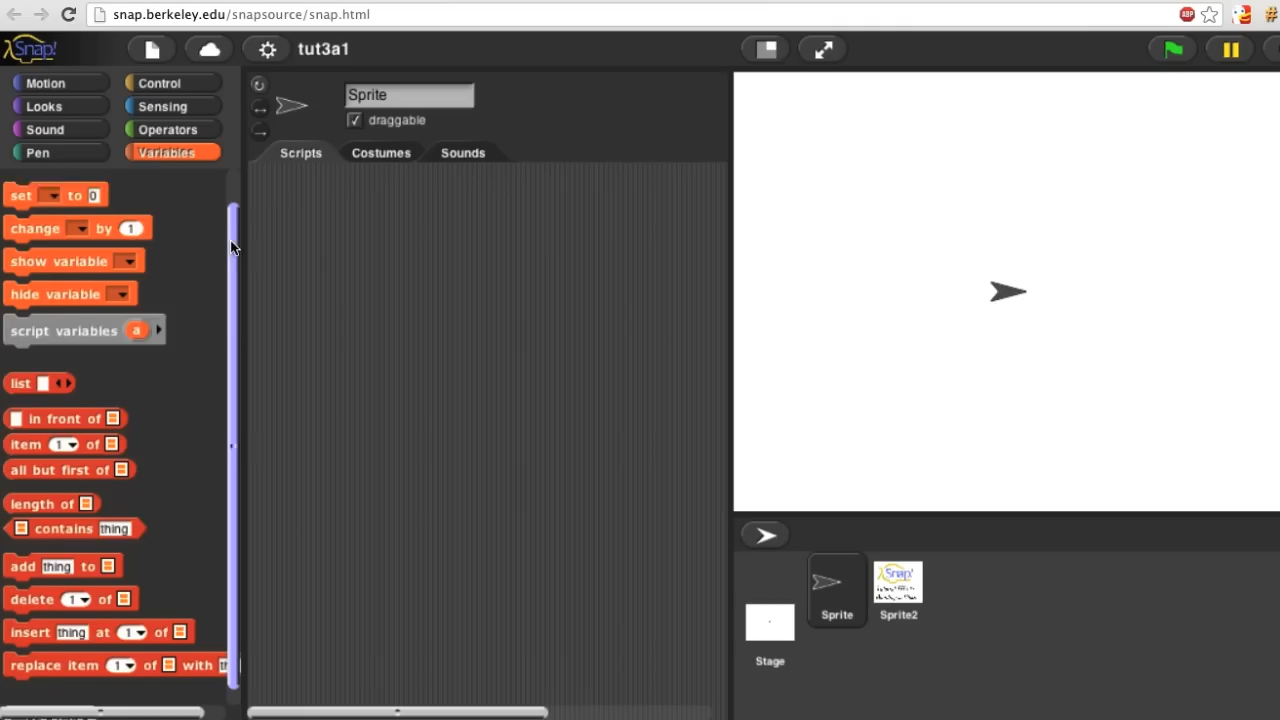 snap.berkeley.edu/snapsource/snap.html
ABP
λSnap!
tut3a1
Motion
Control
Looks
Sensing
Sound
Operators
Pen
Variables
Sprite
draggable
Scripts
Costumes
Sounds
set to 0
change by 1
show variable
hide variable
script variables a
list
in front of
item 1 of
all but first of
length of
contains thing
add thing to
delete 1 of
insert thing at 1 of
replace item 1 of with th
Snap!
Stage
Sprite
Sprite2